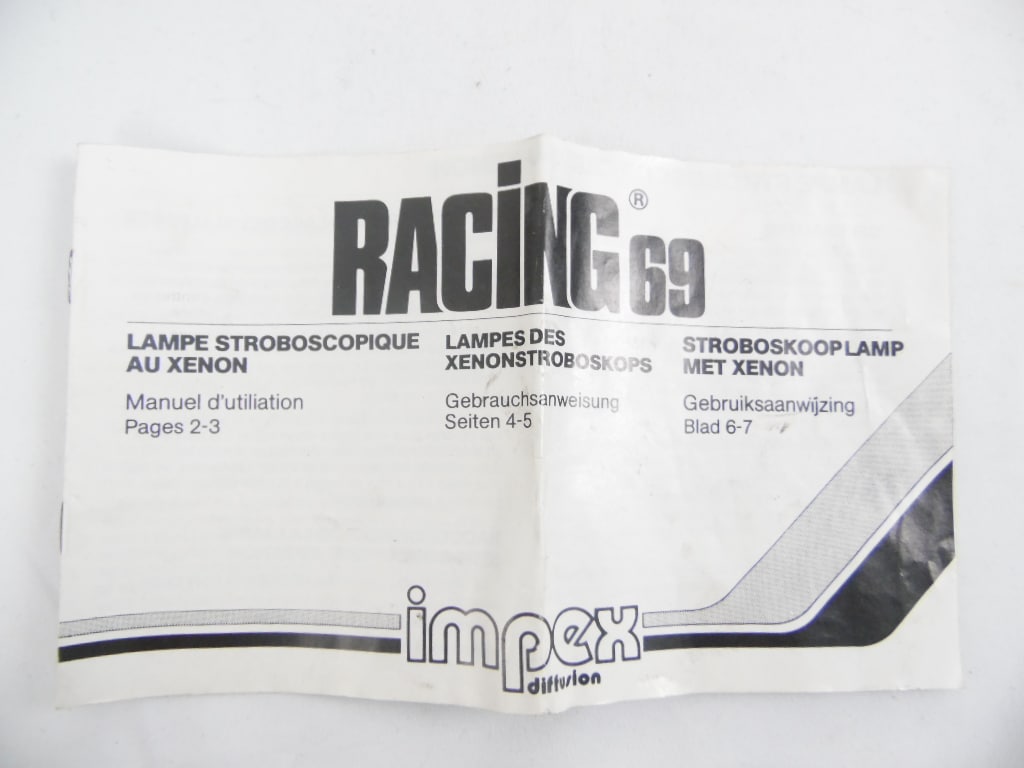 RACiNG 69 ®
LAMPE STROBOSCOPIQUE
AU XENON
Manuel d'utiliation
Pages 2-3
LAMPES DES
XENONSTROBOSKOPS
Gebrauchsanweisung
Seiten 4-5
STROBOSKOOPLAMP
MET XENON
Gebruiksaanwijzing
Blad 6-7
impex
diffusion